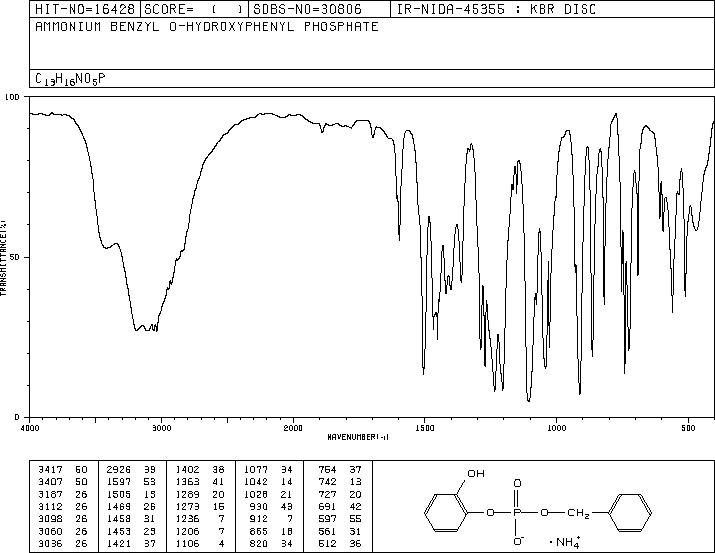 HIT-NO=16428 SCORE= ( ) SDBS-NO=30806 IR-NIDA-45355 : KBR DISC
AMMONIUM BENZYL O-HYDROXYPHENYL PHOSPHATE
C13H16NO5P
100
TRANSMITTANCE(%)
50
0
4000 3000 2000 1500 1000 500
WAVENUMBER(-1)
3417 50 2926 39 1402 38 1077 34 754 37
3407 50 1597 53 1363 41 1042 14 742 13
3187 26 1505 13 1289 20 1028 21 727 20
3112 26 1469 26 1273 15 930 43 691 42
3098 26 1458 31 1236 7 912 7 597 55
3060 26 1453 23 1206 7 865 18 561 31
3036 26 1421 37 1106 4 820 34 512 36
OH
O
O P O CH2
O- · NH4+